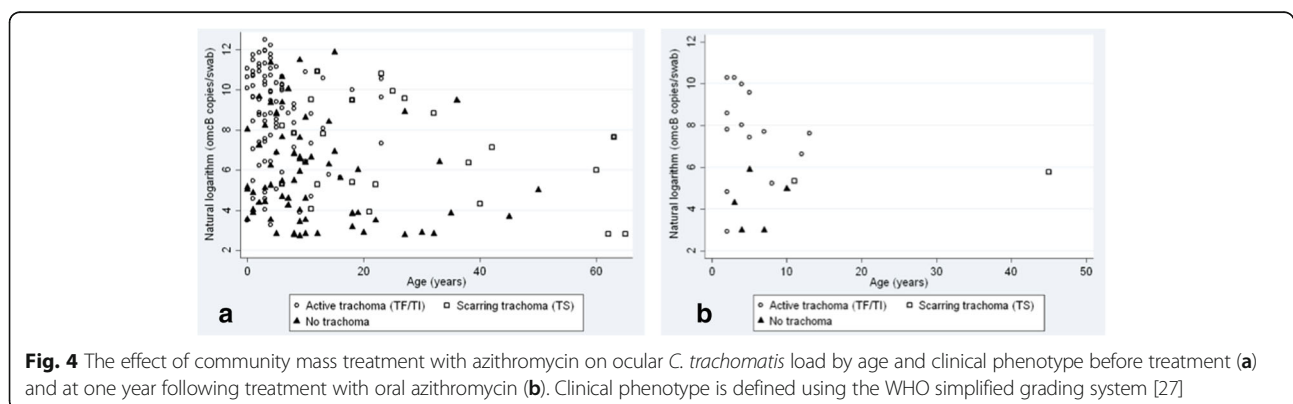 12
10
8
6
4
2
Natural logarithm (omcB copies/swab)
0
20
40
60
Age (years)
Active trachoma (TF/TI)
Scarring trachoma (TS)
No trachoma
a
12
10
8
6
4
2
Natural logarithm (omcB copies/swab)
0
10
20
30
40
50
Age (years)
Active trachoma (TF/TI)
Scarring trachoma (TS)
No trachoma
b
Fig. 4 The effect of community mass treatment with azithromycin on ocular C. trachomatis load by age and clinical phenotype before treatment (a)
and at one year following treatment with oral azithromycin (b). Clinical phenotype is defined using the WHO simplified grading system [27]